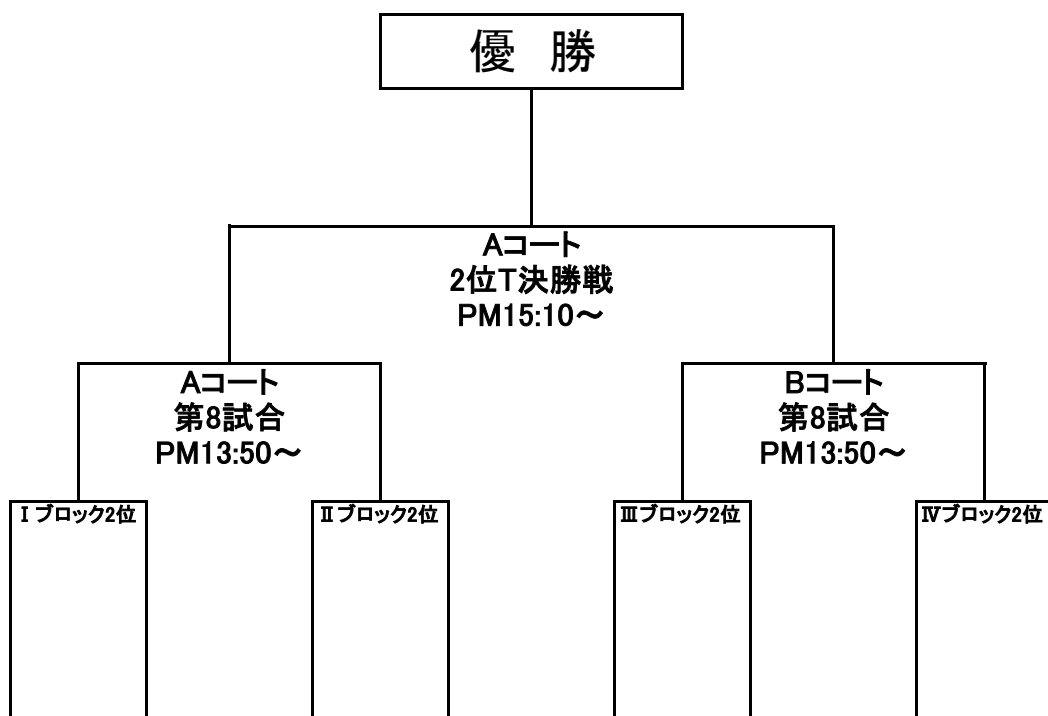 優　勝
Aコート
2位T決勝戦
PM15:10～
Aコート
第8試合
PM13:50～
Bコート
第8試合
PM13:50～
Ⅰブロック2位
Ⅱブロック2位
Ⅲブロック2位
Ⅳブロック2位